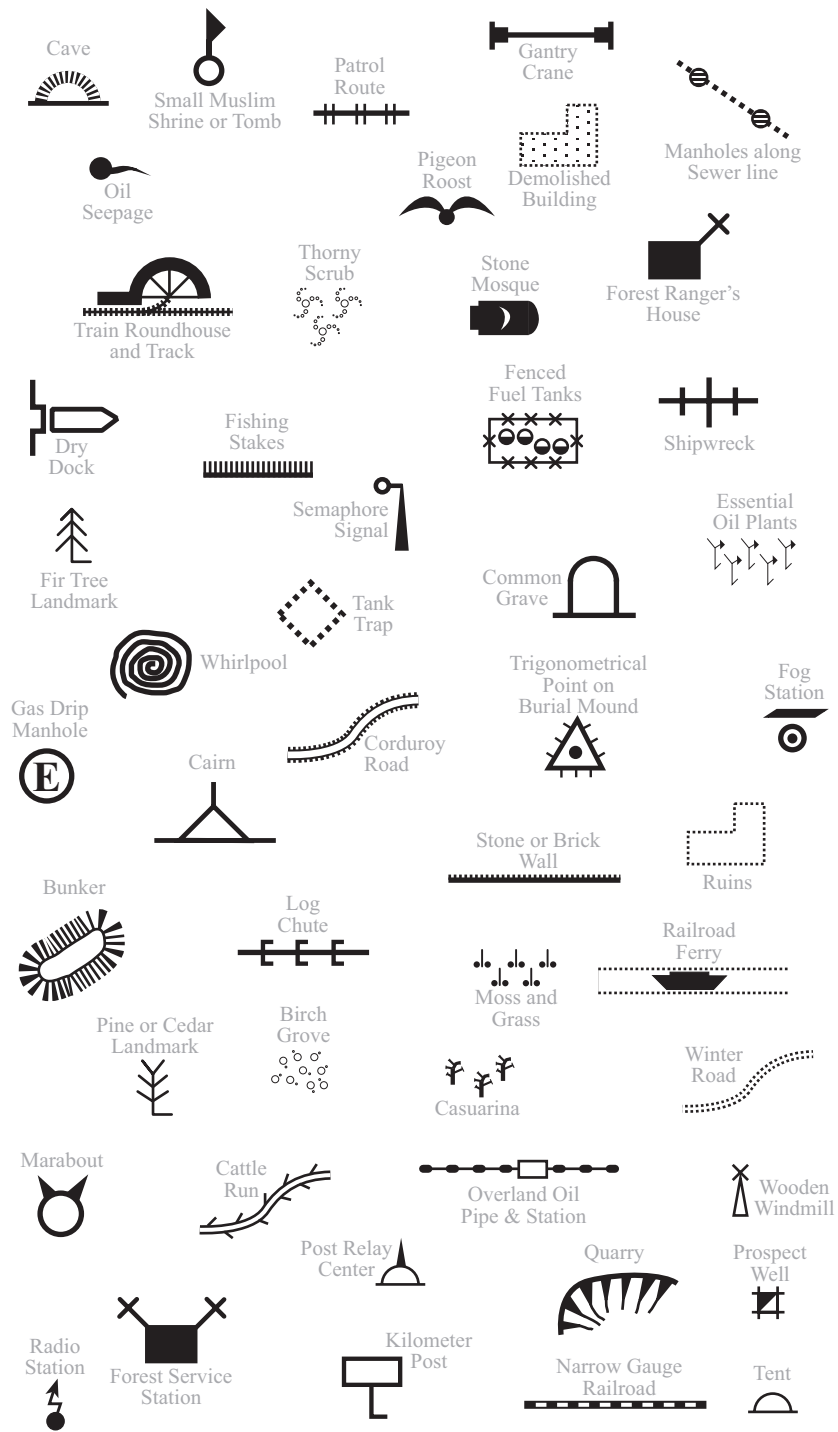 Cave
Small Muslim
Shrine or Tomb
Patrol
Route
Gantry
Crane
Manholes along
Sewer line
Oil
Seepage
Pigeon
Roost
Demolished
Building
Train Roundhouse
and Track
Thorny
Scrub
Stone
Mosque
Forest Ranger's
House
Dry
Dock
Fishing
Stakes
Fenced
Fuel Tanks
Shipwreck
Semaphore
Signal
Essential
Oil Plants
Fir Tree
Landmark
Tank
Trap
Common
Grave
Whirlpool
Trigonometrical
Point on
Burial Mound
Fog
Station
Gas Drip
Manhole
E
Corduroy
Road
Cairn
Stone or Brick
Wall
Ruins
Bunker
Log
Chute
Moss and
Grass
Railroad
Ferry
Pine or Cedar
Landmark
Birch
Grove
Casuarina
Winter
Road
Marabout
Cattle
Run
Overland Oil
Pipe & Station
Wooden
Windmill
Post Relay
Center
Quarry
Prospect
Well
Radio
Station
Forest Service
Station
Kilometer
Post
Narrow Gauge
Railroad
Tent